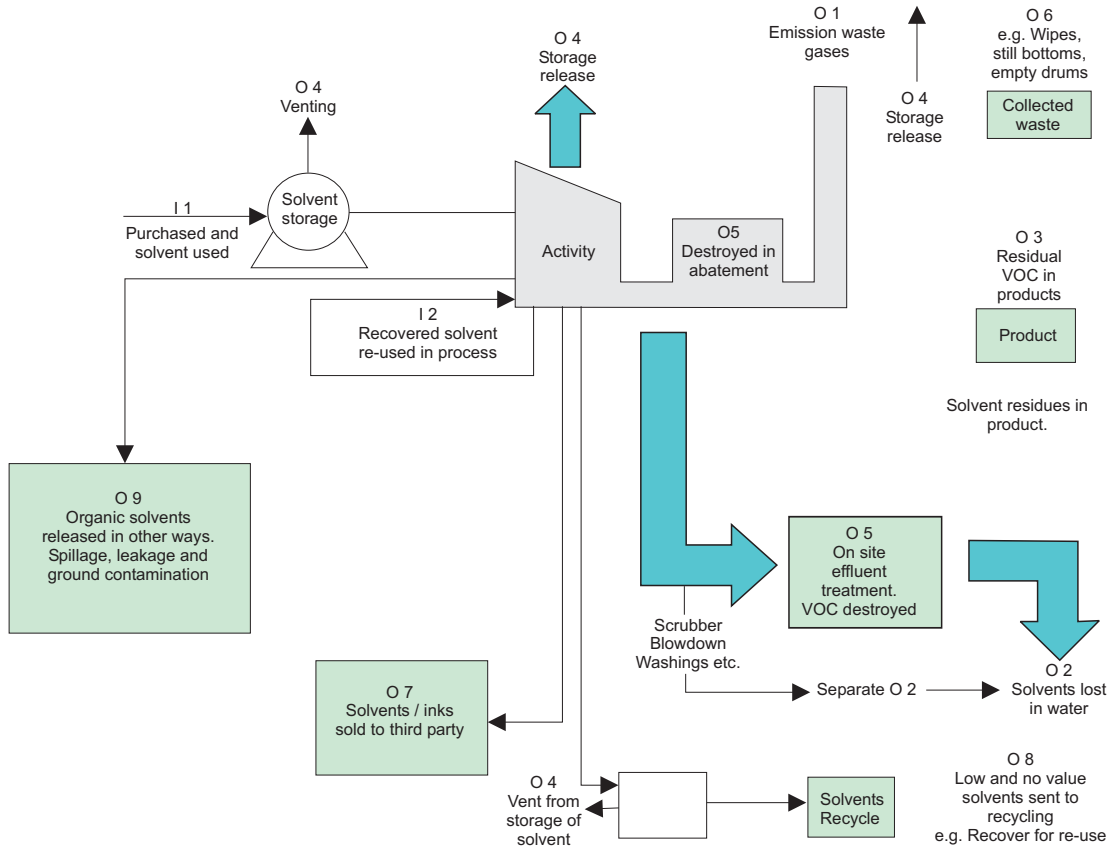 O 1
Emission waste
gases
O 6
e.g. Wipes,
still bottoms,
empty drums
Collected
waste
O 4
Storage
release
O 4
Storage
release
O 4
Venting
Solvent
storage
I 1
Purchased and
solvent used
Activity
O5
Destroyed in
abatement
O 3
Residual
VOC in
products
Product
Solvent residues in
product.
I 2
Recovered solvent
re-used in process
O 9
Organic solvents
released in other ways.
Spillage, leakage and
ground contamination
O 5
On site
effluent
treatment.
VOC destroyed
Scrubber
Blowdown
Washings etc.
Separate O 2
O 2
Solvents lost
in water
O 7
Solvents / inks
sold to third party
O 4
Vent from
storage of
solvent
Solvents
Recycle
O 8
Low and no value
solvents sent to
recycling
e.g. Recover for re-use